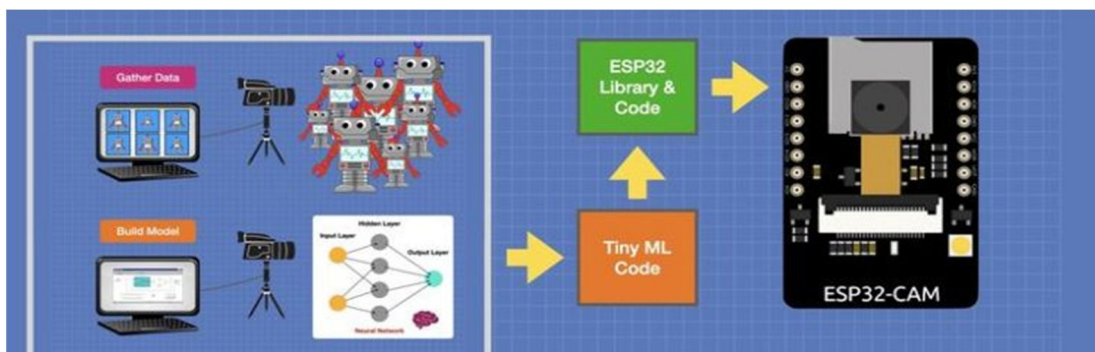 Gather Data
Build Model
Hidden Layer
Input Layer
Output Layer
Neural Network
ESP32
Library &
Code
Tiny ML
Code
ESP32-CAM